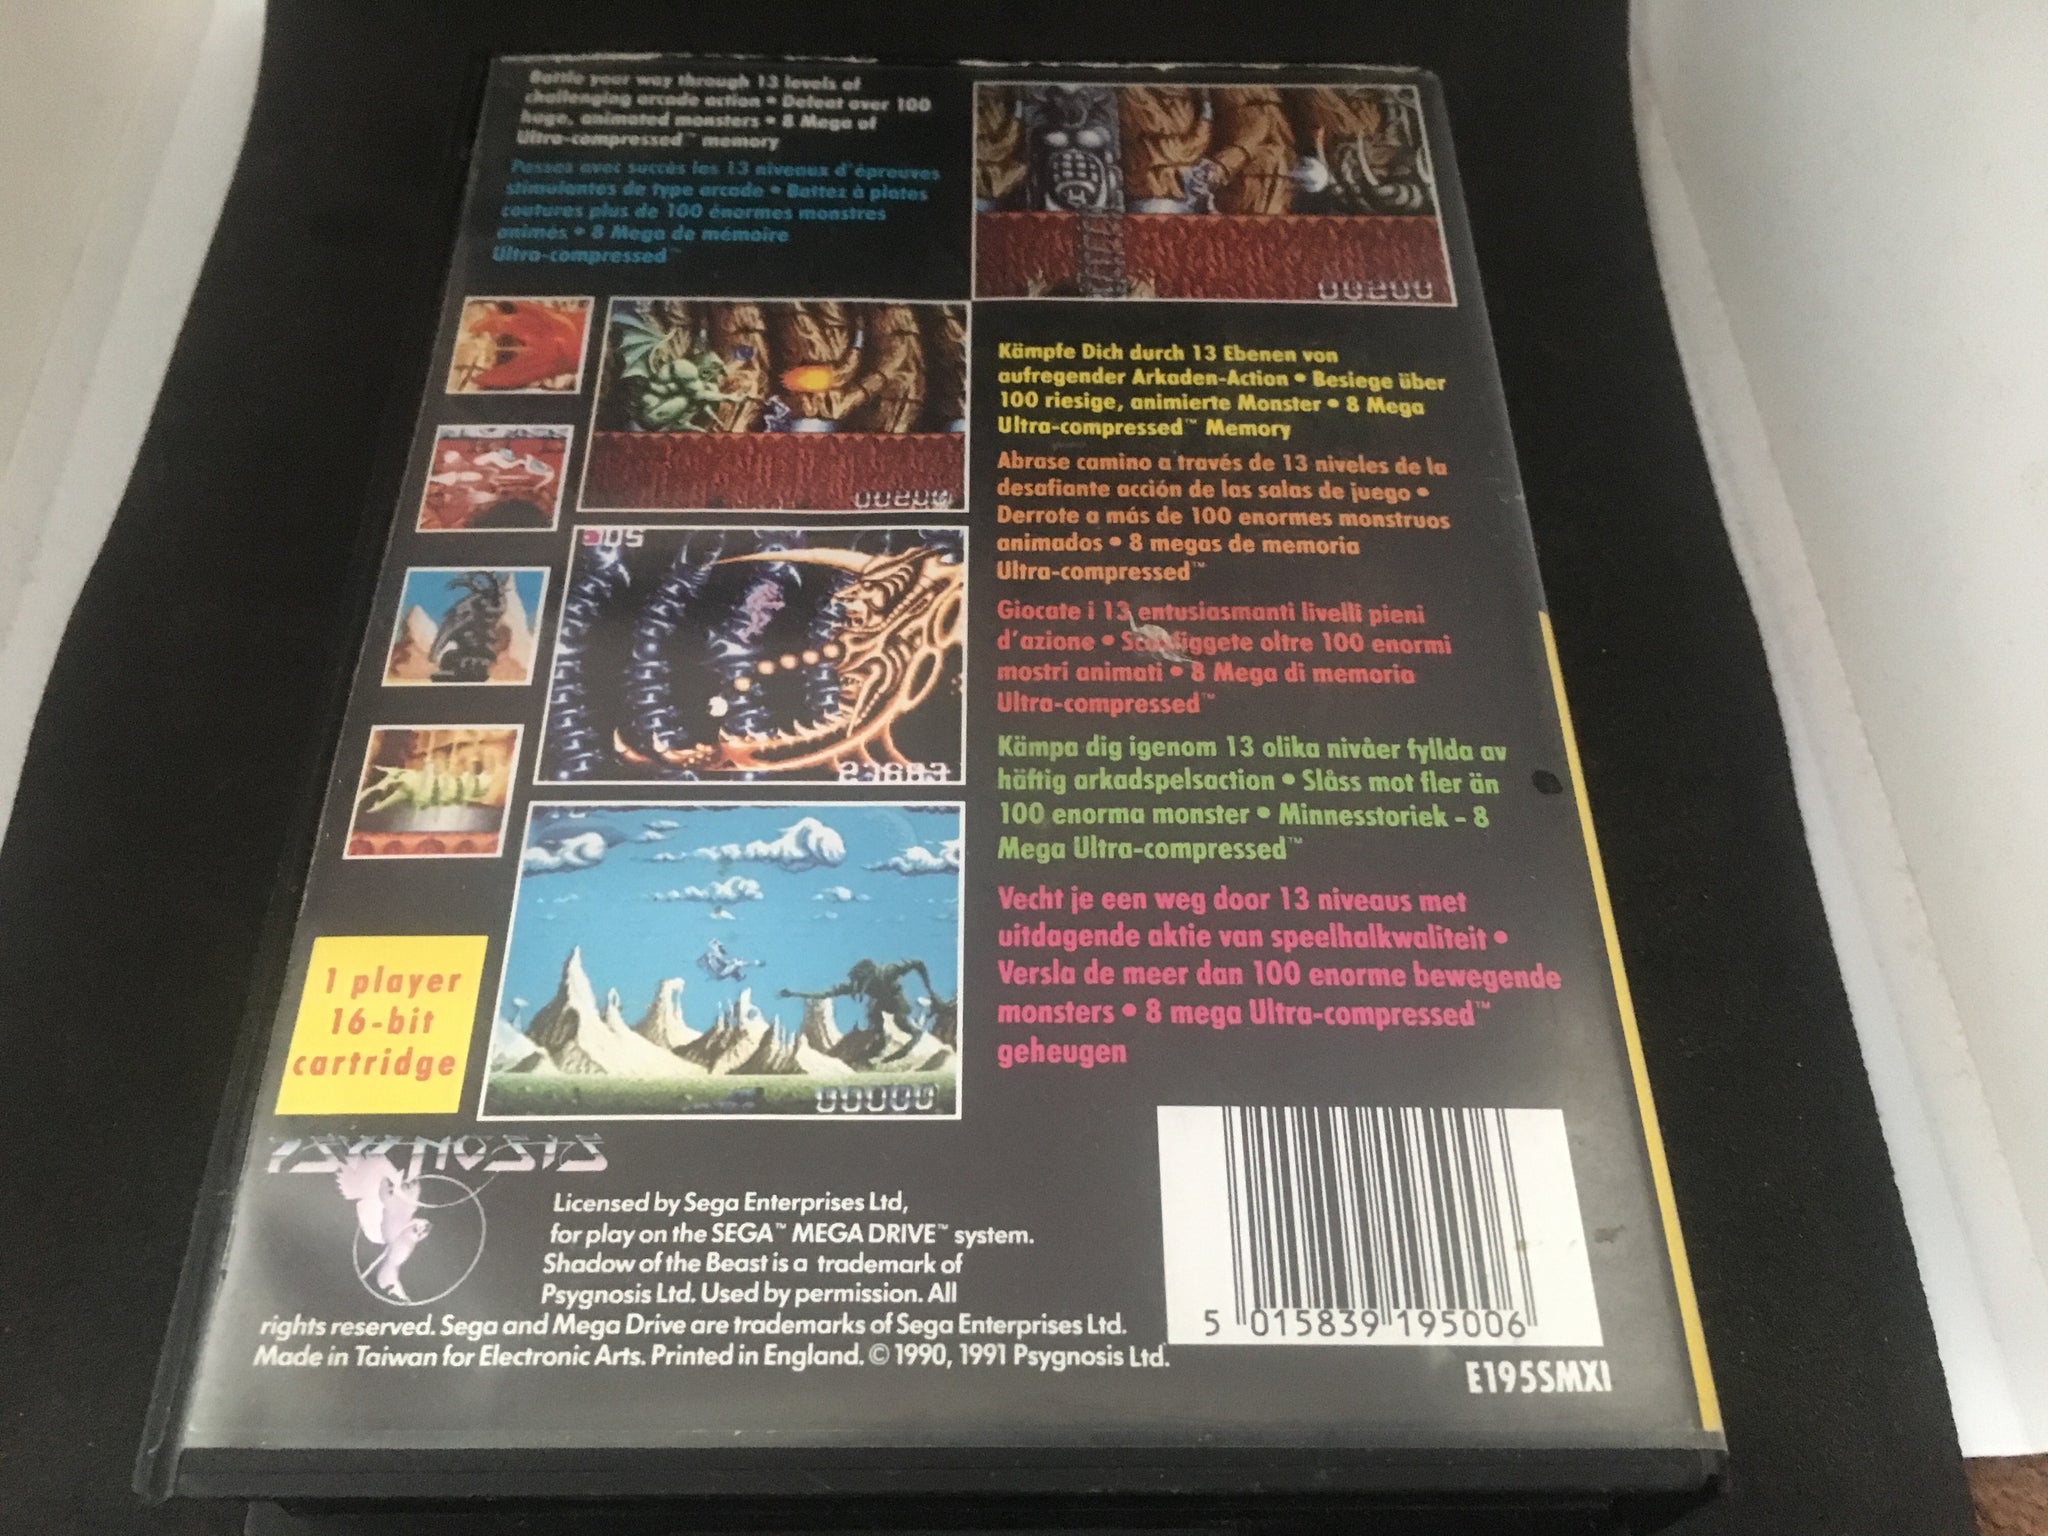 Battle your way through 13 levels of
challenging arcade action • Defeat over 100
huge, animated monsters • 8 Mega of
Ultra-compressed™ memory
Passez avec succès les 13 niveaux d'épreuves
stimulantes de type arcade • Battez à plates
coutures plus de 100 énormes monstres
animés • 8 Mega de mémoire
Ultra-compressed™
00200
00200
05
23683
00000
Kämpfe Dich durch 13 Ebenen von
aufregender Arkaden-Action • Besiege über
100 riesige, animierte Monster • 8 Mega
Ultra-compressed™ Memory
Abrase camino a través de 13 niveles de la
desafiante acción de las salas de juego •
Derrote a más de 100 enormes monstruos
animados • 8 megas de memoria
Ultra-compressed™
Giocate i 13 entusiasmanti livelli pieni
d'azione • Sconfiggete oltre 100 enormi
mostri animati • 8 Mega di memoria
Ultra-compressed™
Kämpa dig igenom 13 olika nivåer fyllda av
häftig arkadspelsaction • Slåss mot fler än
100 enorma monster • Minnesstoriek - 8
Mega Ultra-compressed™
Vecht je een weg door 13 niveaus met
uitdagende aktie van speelhalkwaliteit •
Versla de meer dan 100 enorme bewegende
monsters • 8 mega Ultra-compressed™
geheugen
1 player
16-bit
cartridge
PSYGNOSIS
Licensed by Sega Enterprises Ltd,
for play on the SEGA™ MEGA DRIVE™ system.
Shadow of the Beast is a trademark of
Psygnosis Ltd. Used by permission. All
rights reserved. Sega and Mega Drive are trademarks of Sega Enterprises Ltd.
Made in Taiwan for Electronic Arts. Printed in England. © 1990, 1991 Psygnosis Ltd.
5 015839 195006
E195SMXI